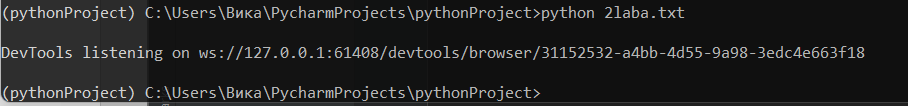 (pythonProject) C:\Users\Вика\PycharmProjects\pythonProject>python 2laba.txt
DevTools listening on ws://127.0.0.1:61408/devtools/browser/31152532-a4bb-4d55-9a98-3edc4e663f18
(pythonProject) C:\Users\Вика\PycharmProjects\pythonProject>